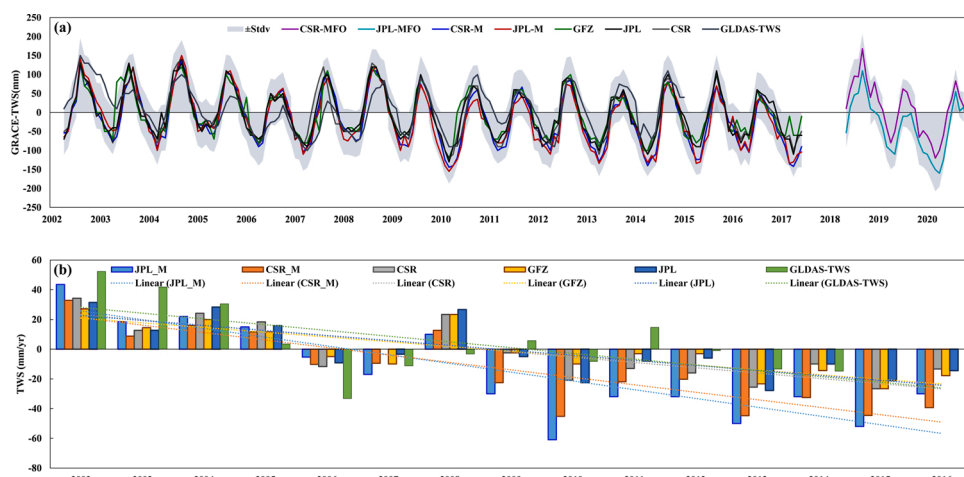 (a)
±Stdv CSR-MFO JPL-MFO CSR-M JPL-M GFZ JPL CSR GLDAS-TWS
GRACE-TWS(mm)
250
200
150
100
50
0
-50
-100
-150
-200
-250
2002 2003 2004 2005 2006 2007 2008 2009 2010 2011 2012 2013 2014 2015 2016 2017 2018 2019 2020
(b)
JPL_M CSR_M CSR GFZ JPL GLDAS-TWS
Linear (JPL_M) Linear (CSR_M) Linear (CSR) Linear (GFZ) Linear (JPL) Linear (GLDAS-TWS)
TWS (mm/yr)
60
40
20
0
-20
-40
-60
-80